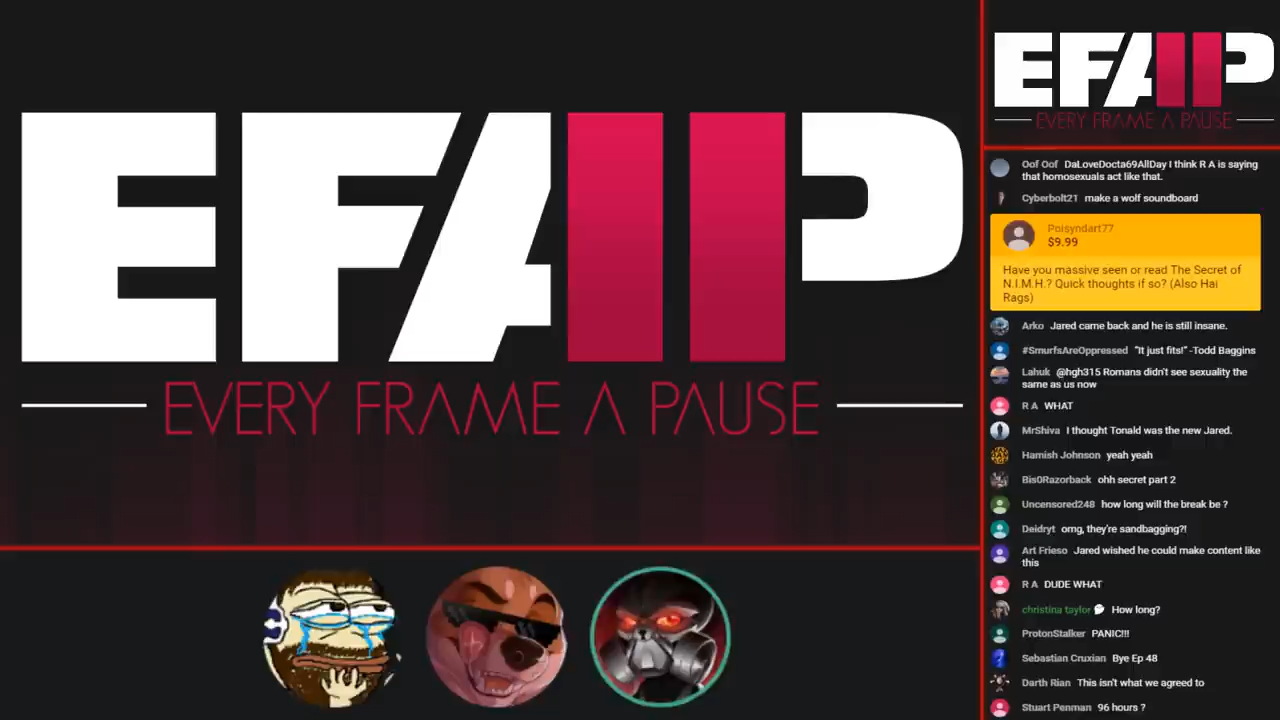 EFAP
EVERY FRAME A PAUSE
EFAP
EVERY FRAME A PAUSE
Oof Oof DaLoveDocta69AllDay I think R A is saying
that homosexuals act like that.
Cyberbolt21 make a wolf soundboard
Poisyndart77
$9.99
Have you massive seen or read The Secret of
N.I.M.H.? Quick thoughts if so? (Also Hai
Rags)
Arko Jared came back and he is still insane.
#SmurfsAreOppressed "It just fits!" -Todd Baggins
Lahuk @hgh315 Romans didn't see sexuality the
same as us now
R A WHAT
MrShiva I thought Tonald was the new Jared.
Hamish Johnson yeah yeah
Bis0Razorback ohh secret part 2
Uncensored248 how long will the break be ?
Deidryt omg, they're sandbagging?!
Art Frieso Jared wished he could make content like
this
R A DUDE WHAT
christina taylor How long?
ProtonStalker PANIC!!!
Sebastian Cruxian Bye Ep 48
Darth Rian This isn't what we agreed to
Stuart Penman 96 hours ?